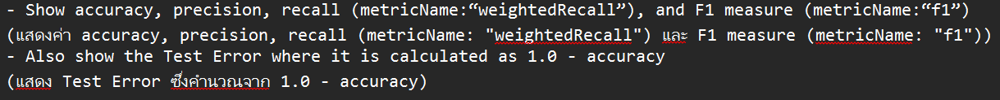 - Show accuracy, precision, recall (metricName:“weightedRecall”), and F1 measure (metricName:“f1”)
(แสดงค่า accuracy, precision, recall (metricName: "weightedRecall") และ F1 measure (metricName: "f1"))
- Also show the Test Error where it is calculated as 1.0 - accuracy
(แสดง Test Error ซึ่งคำนวณจาก 1.0 - accuracy)